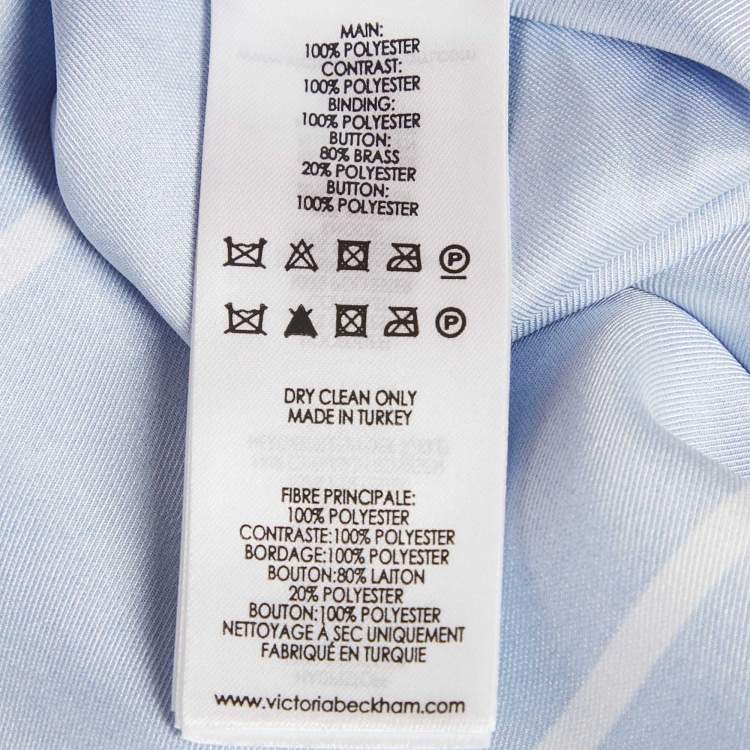 MAIN:
100% POLYESTER
CONTRAST:
100% POLYESTER
BINDING:
100% POLYESTER
BUTTON:
80% BRASS
20% POLYESTER
BUTTON:
100% POLYESTER
P
P
DRY CLEAN ONLY
MADE IN TURKEY
FIBRE PRINCIPALE:
100% POLYESTER
CONTRASTE:100% POLYESTER
BORDAGE:100% POLYESTER
BOUTON:80% LAITON
20% POLYESTER
BOUTON:100% POLYESTER
NETTOYAGE À SEC UNIQUEMENT
FABRIQUÉ EN TURQUIE
www.victoriabeckham.com